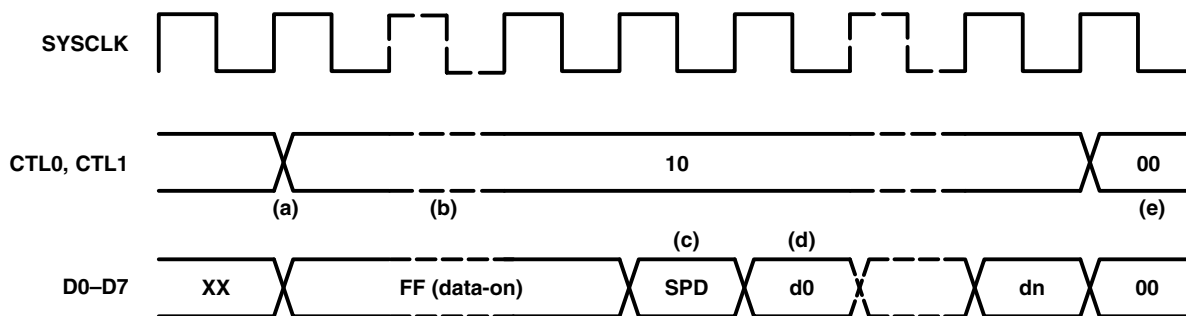 SYSCLK
CTL0, CTL1
10
00
(a)
(b)
(e)
(c)
(d)
D0–D7
XX
FF (data-on)
SPD
d0
dn
00